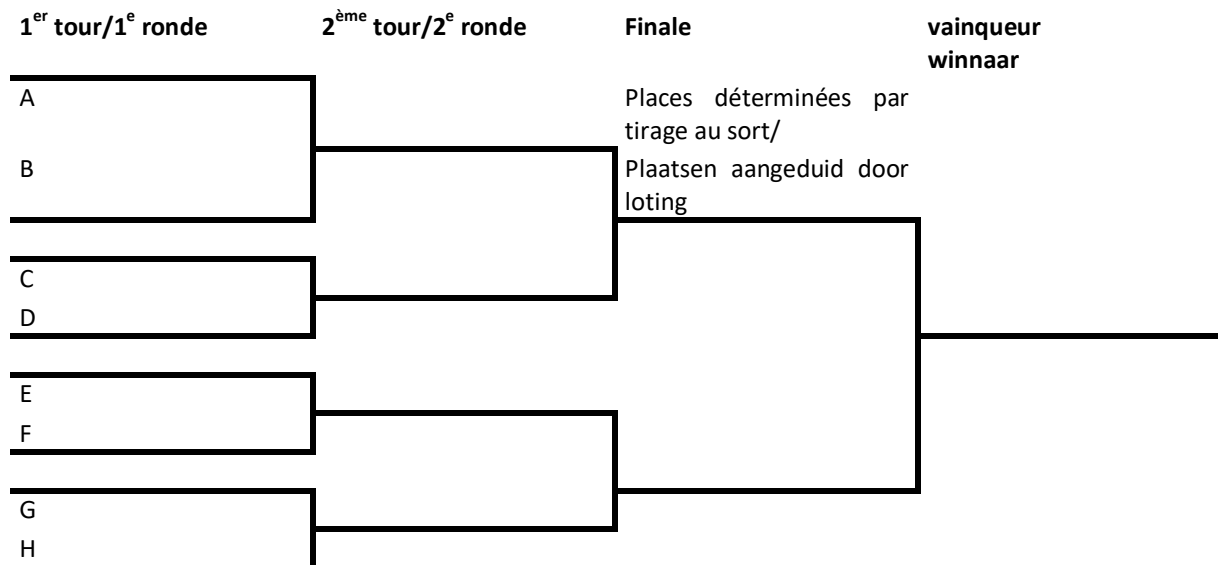 1er tour/1e ronde 2ème tour/2e ronde Finale vainqueur
winnaar
A Places déterminées par
tirage au sort/
B Plaatsen aangeduid door
loting
C
D
E
F
G
H